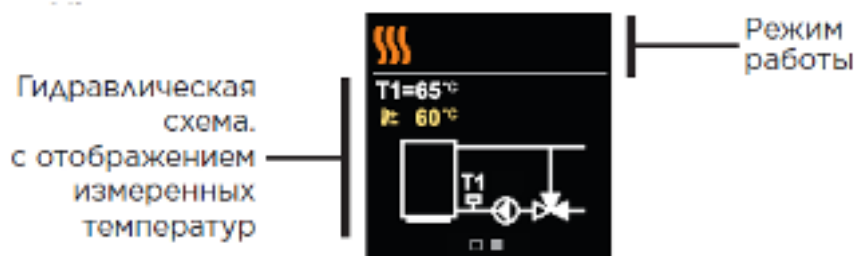 Режим
работы
Гидравлическая
схема.
с отображением
измеренных
температур
T1=65°C
60°C
T1